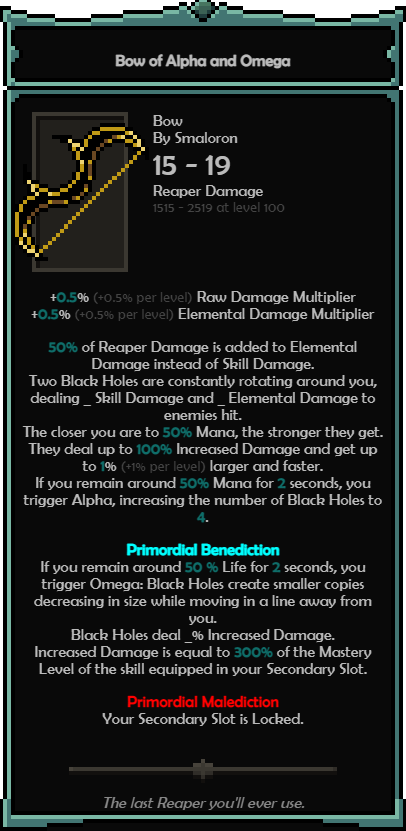 Bow of Alpha and Omega
Bow
By Smaloron
15 - 19
Reaper Damage
1515 - 2519 at level 100
+0.5% (+0.5% per level) Raw Damage Multiplier
+0.5% (+0.5% per level) Elemental Damage Multiplier
50% of Reaper Damage is added to Elemental
Damage instead of Skill Damage.
Two Black Holes are constantly rotating around you,
dealing _ Skill Damage and _ Elemental Damage to
enemies hit.
The closer you are to 50% Mana, the stronger they get.
They deal up to 100% Increased Damage and get up
to 1% (+1% per level) larger and faster.
If you remain around 50% Mana for 2 seconds, you
trigger Alpha, increasing the number of Black Holes to
4.
Primordial Benediction
If you remain around 50 % Life for 2 seconds, you
trigger Omega: Black Holes create smaller copies
decreasing in size while moving in a line away from
you.
Black Holes deal _% Increased Damage.
Increased Damage is equal to 300% of the Mastery
Level of the skill equipped in your Secondary Slot.
Primordial Malediction
Your Secondary Slot is Locked.
The last Reaper you'll ever use.